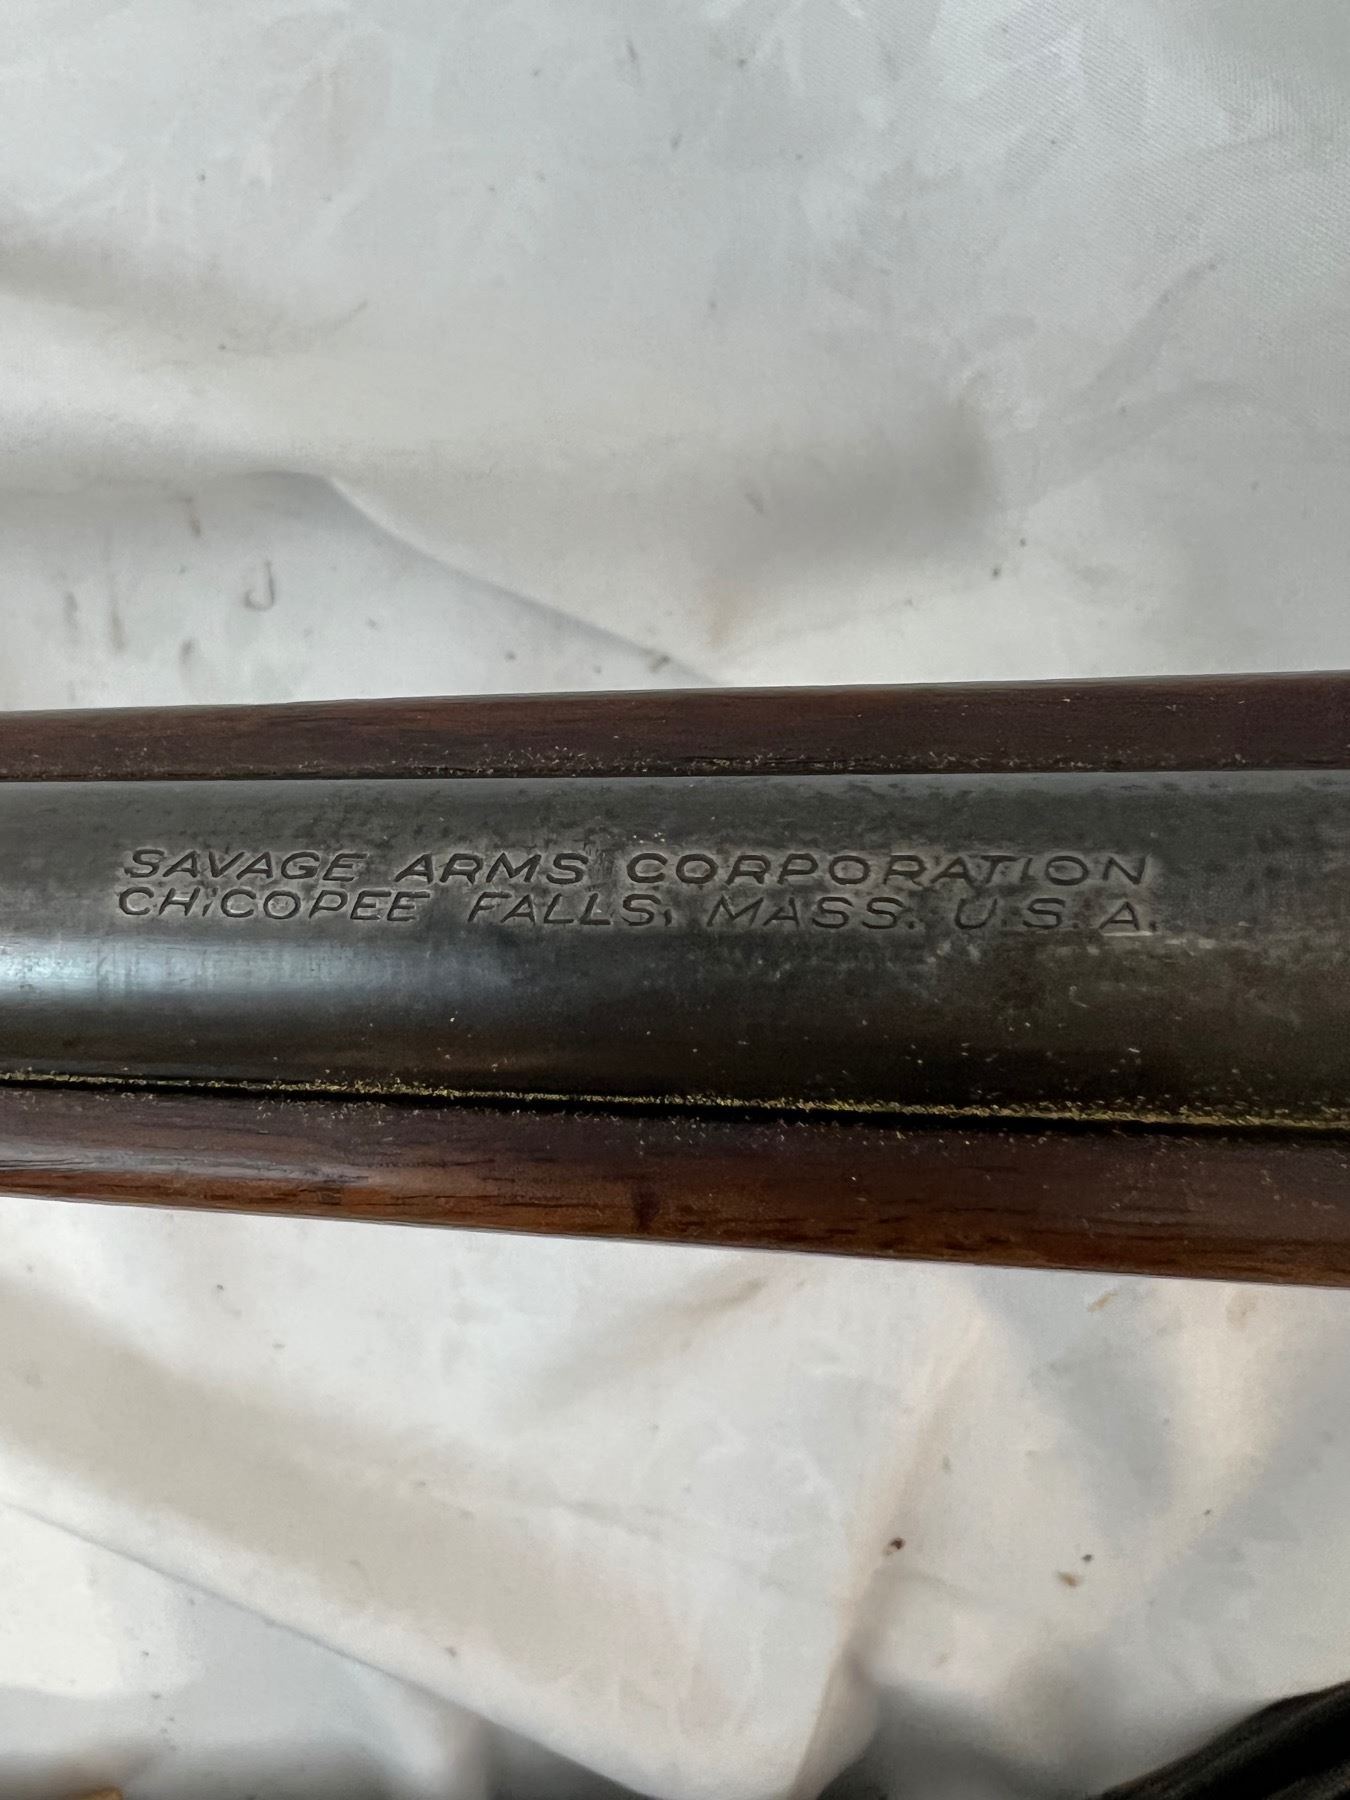 SAVAGE ARMS CORPORATION
CHICOPEE FALLS, MASS. U.S.A.